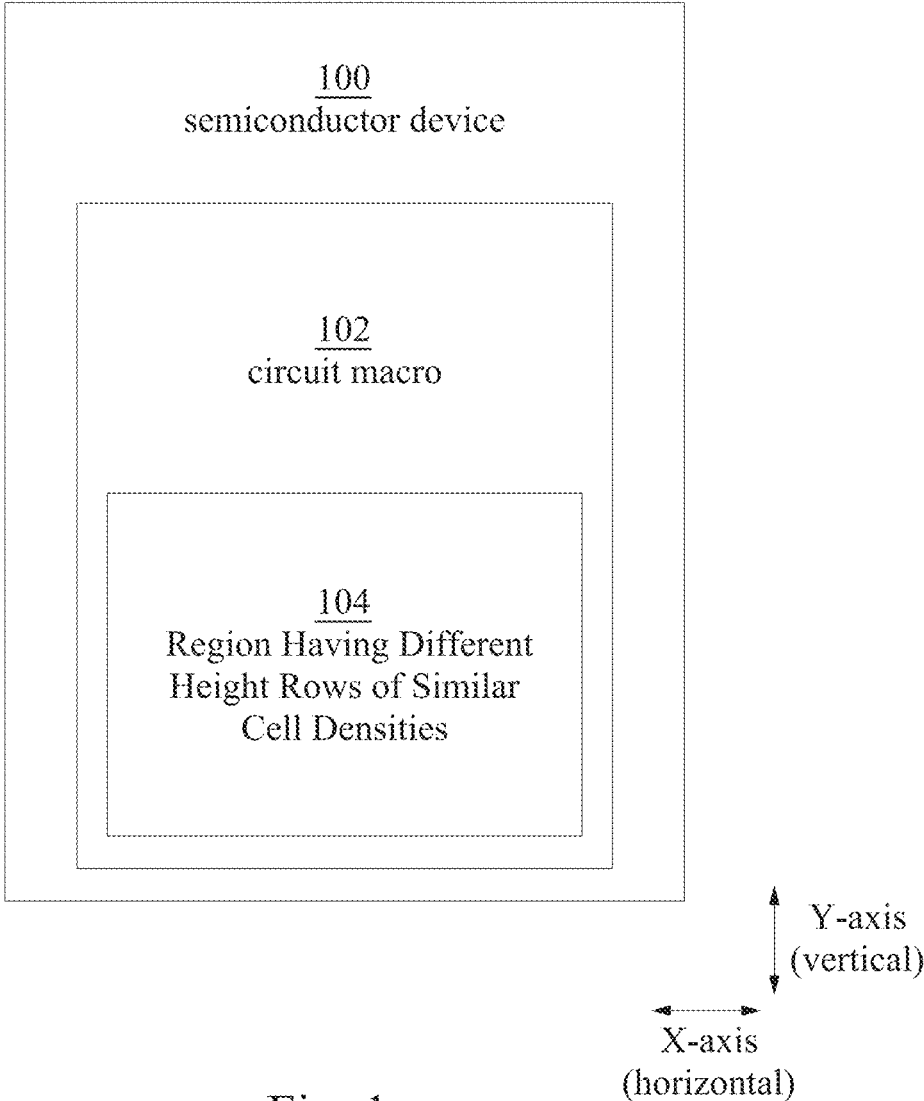 100
semiconductor device
102
circuit macro
104
Region Having Different
Height Rows of Similar
Cell Densities
Y-axis
(vertical)
X-axis
(horizontal)